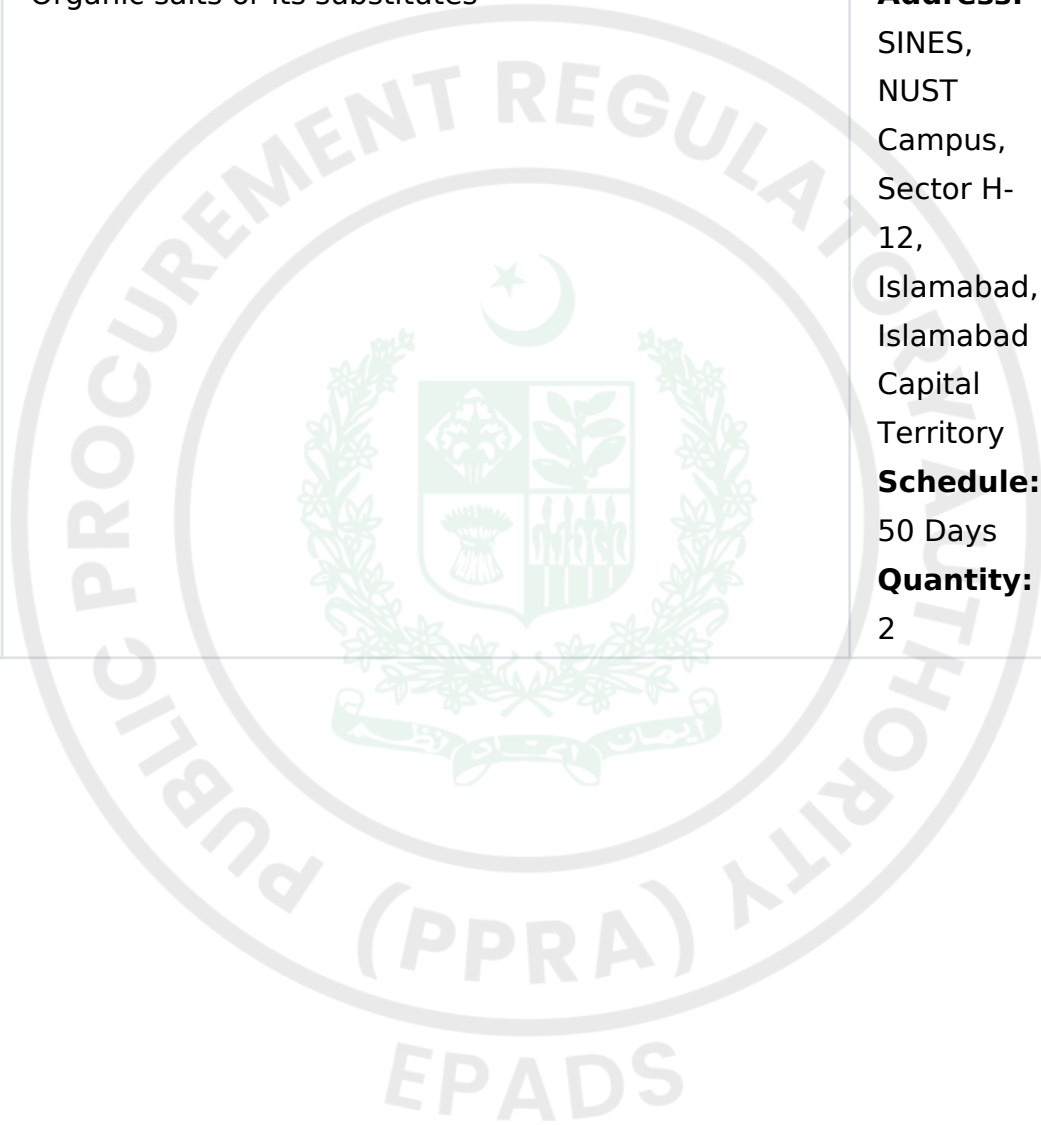 Organic salts or its substitutes
Address:
SINES,
NUST
Campus,
Sector H-
12,
Islamabad,
Islamabad
Capital
Territory
Schedule:
50 Days
Quantity:
2
PUBLIC PROCUREMENT REGULATORY AUTHORITY
(PPRA)
EPADS